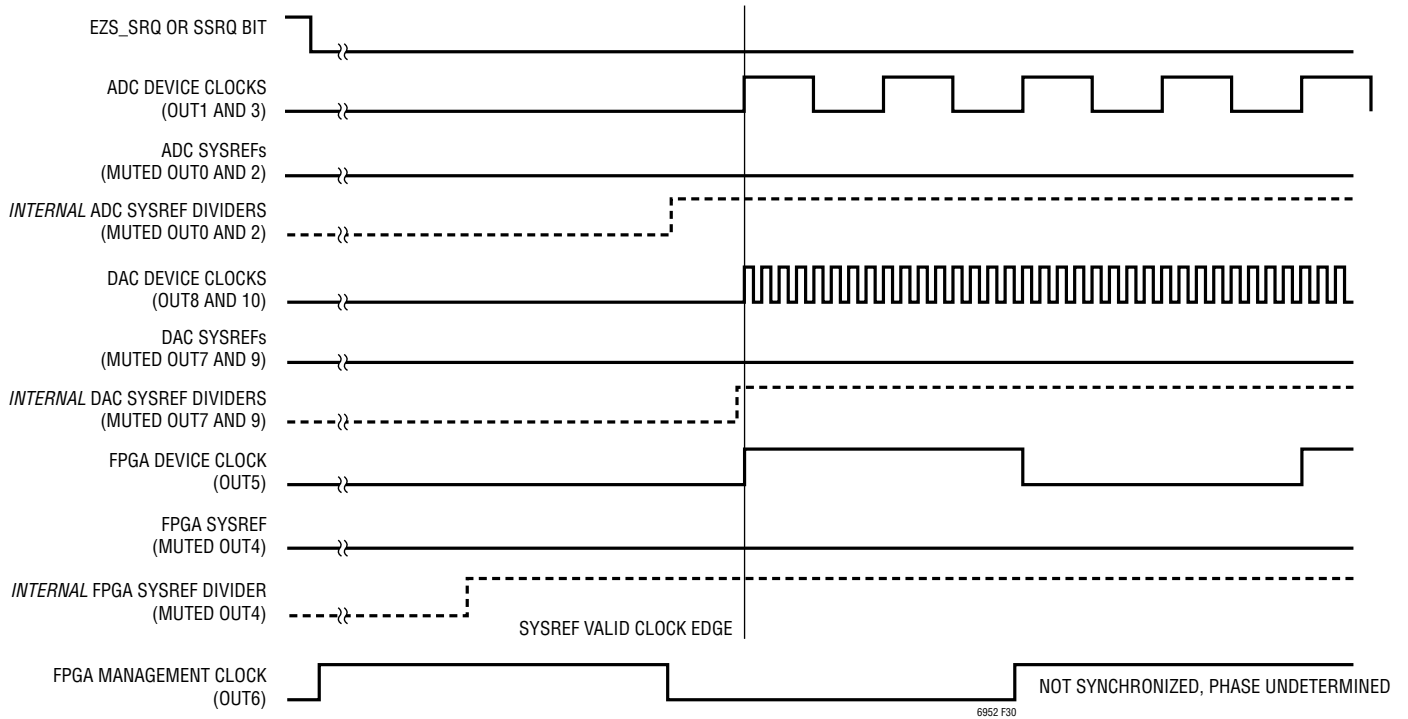 EZS_SRQ OR SSRQ BIT
ADC DEVICE CLOCKS
(OUT1 AND 3)
ADC SYSREFs
(MUTED OUT0 AND 2)
INTERNAL ADC SYSREF DIVIDERS
(MUTED OUT0 AND 2)
DAC DEVICE CLOCKS
(OUT8 AND 10)
DAC SYSREFs
(MUTED OUT7 AND 9)
INTERNAL DAC SYSREF DIVIDERS
(MUTED OUT7 AND 9)
FPGA DEVICE CLOCK
(OUT5)
FPGA SYSREF
(MUTED OUT4)
INTERNAL FPGA SYSREF DIVIDER
(MUTED OUT4)
SYSREF VALID CLOCK EDGE
FPGA MANAGEMENT CLOCK
(OUT6)
NOT SYNCHRONIZED, PHASE UNDETERMINED
6952 F30